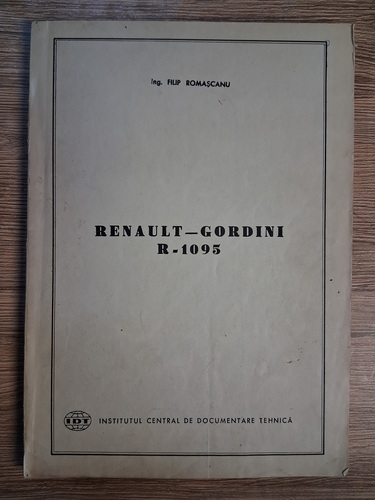 ing. FILIP ROMAȘCANU
RENAULT—GORDINI
R-1095
IDT INSTITUTUL CENTRAL DE DOCUMENTARE TEHNICĂ